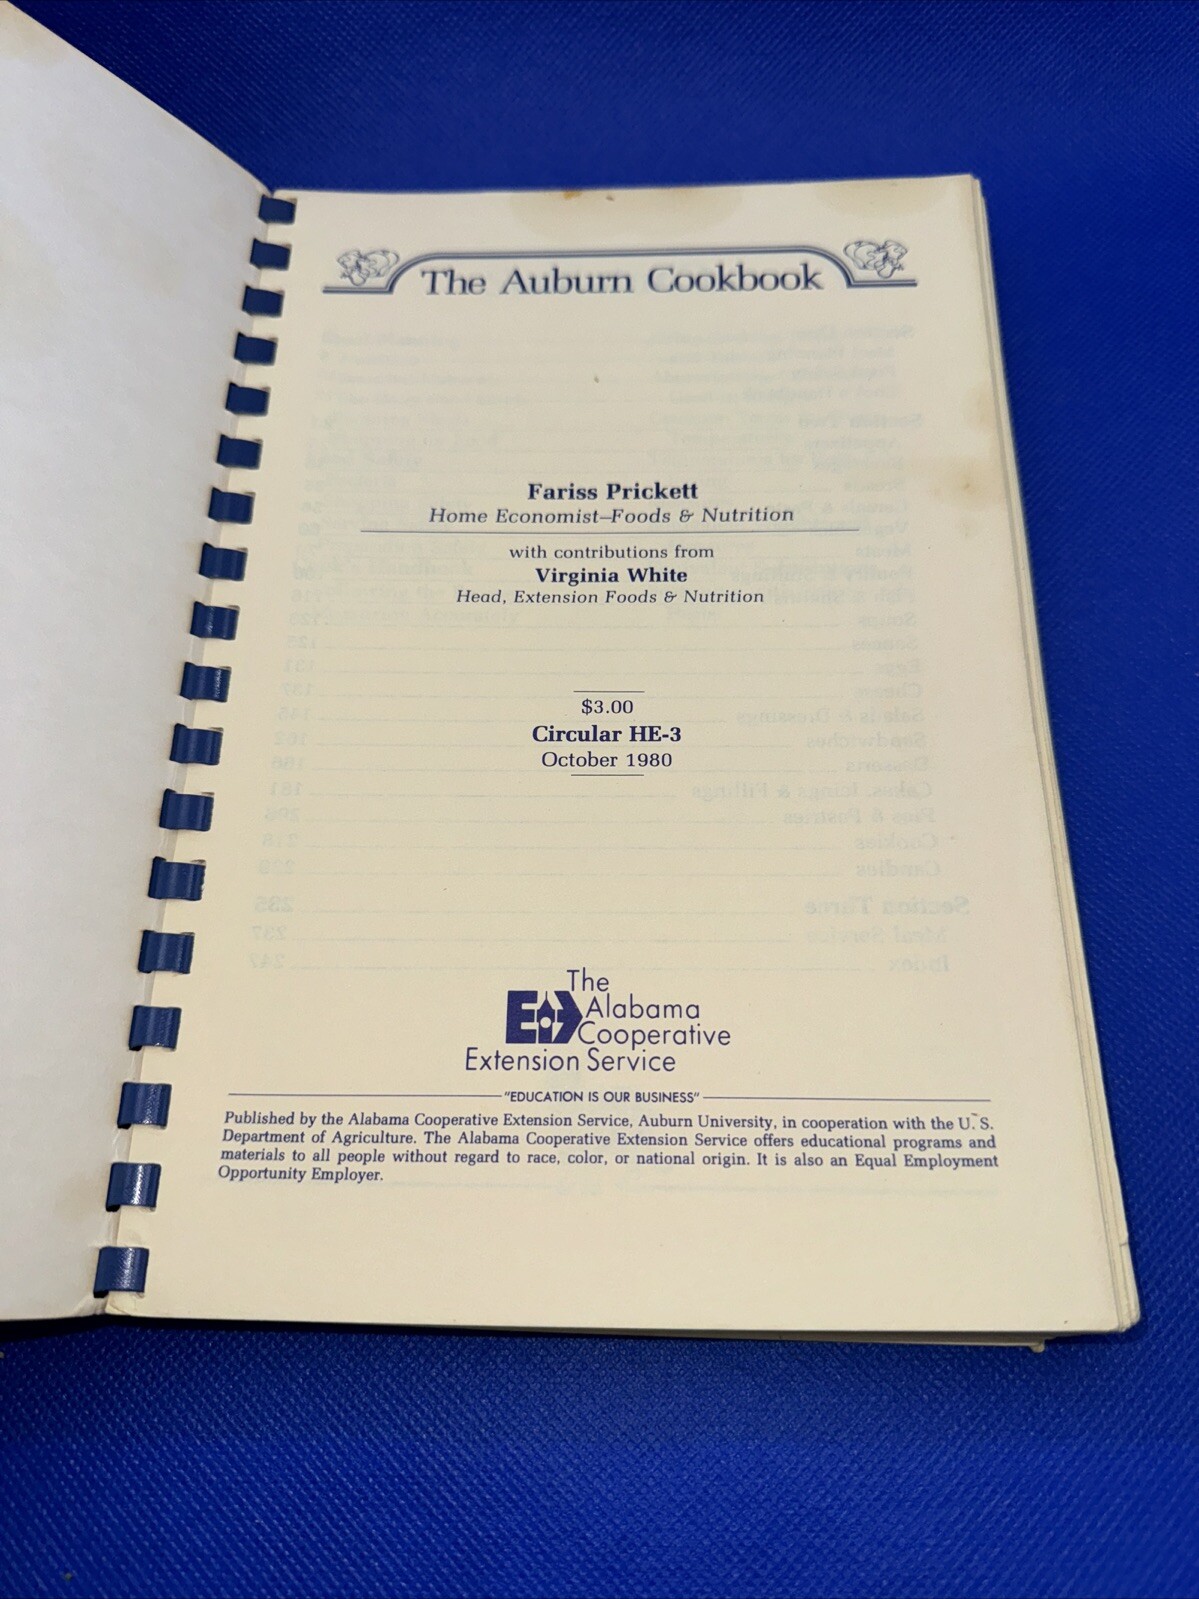 The Auburn Cookbook
Fariss Prickett
Home Economist—Foods & Nutrition
with contributions from
Virginia White
Head, Extension Foods & Nutrition
$3.00
Circular HE-3
October 1980
The
Alabama
Cooperative
Extension Service
"EDUCATION IS OUR BUSINESS"
Published by the Alabama Cooperative Extension Service, Auburn University, in cooperation with the U. S.
Department of Agriculture. The Alabama Cooperative Extension Service offers educational programs and
materials to all people without regard to race, color, or national origin. It is also an Equal Employment
Opportunity Employer.